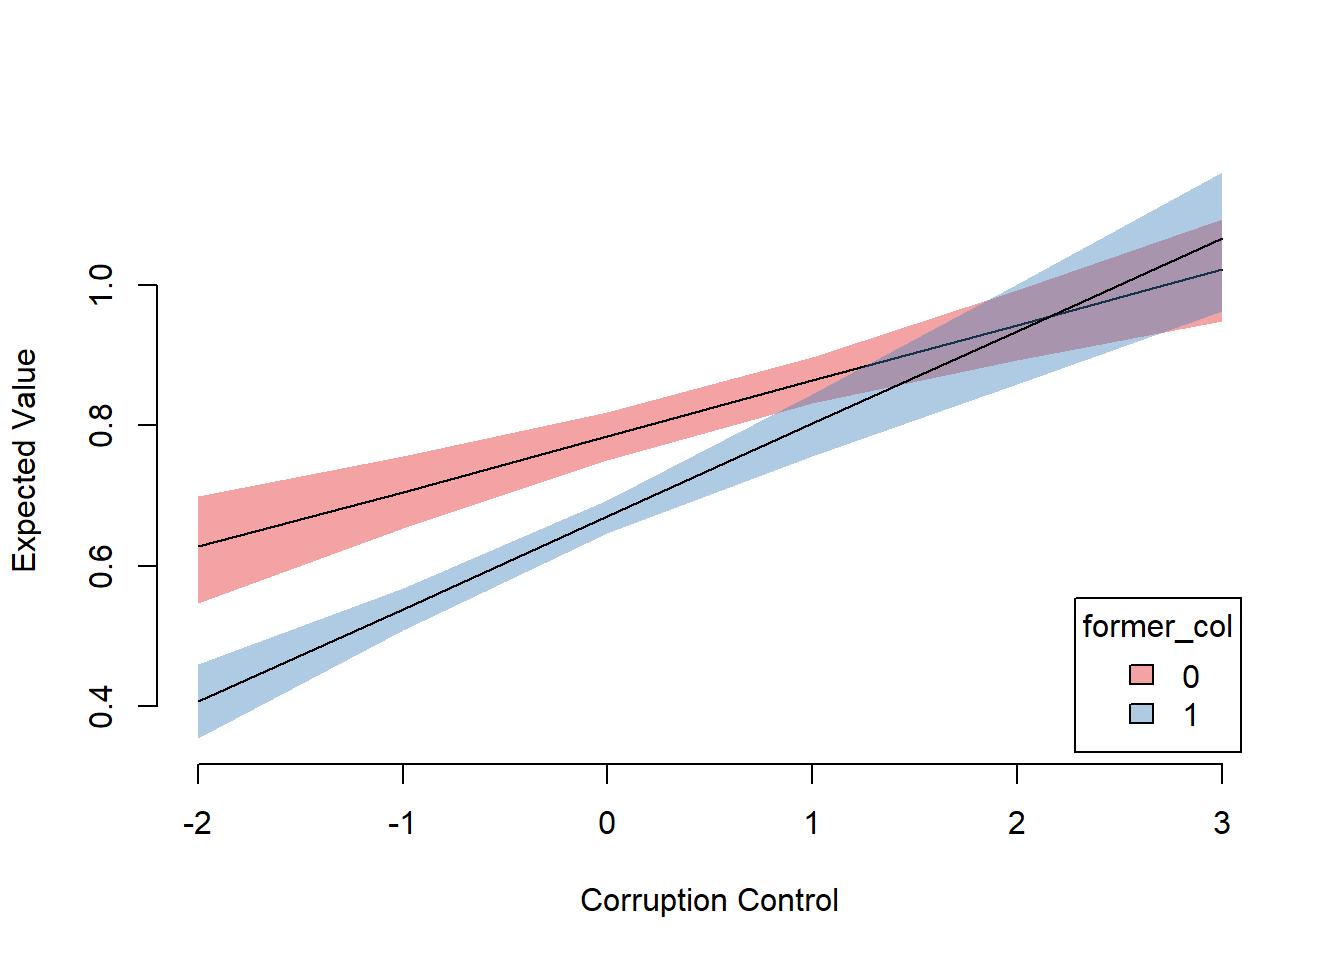 Expected Value
1.0
0.8
0.6
0.4
former_col
0
1
-2 -1 0 1 2 3
Corruption Control